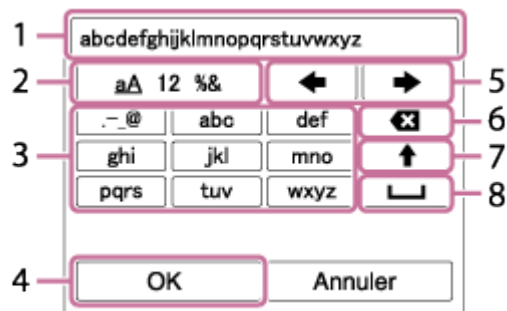 1 abcdefghijklmnopqrstuvwxyz
2 aA 12 %& 5
.-_@ abc def 6
3 ghi jkl mno 7
pqrs tuv wxyz 8
4 OK Annuler